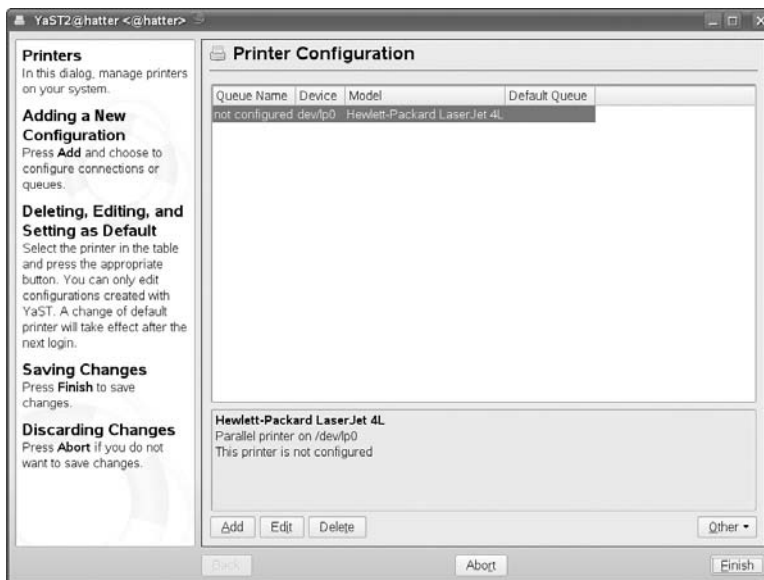 YaST2@hatter <@hatter>
Printers
In this dialog, manage printers
on your system.
Adding a New
Configuration
Press Add and choose to
configure connections or
queues.
Deleting, Editing, and
Setting as Default
Select the printer in the table
and press the appropriate
button. You can only edit
configurations created with
YaST. A change of default
printer will take effect after the
next login.
Saving Changes
Press Finish to save
changes.
Discarding Changes
Press Abort if you do not
want to save changes.
Printer Configuration
Queue Name Device Model Default Queue
not configured dev/lp0 Hewlett-Packard LaserJet 4L
Hewlett-Packard LaserJet 4L
Parallel printer on /dev/lp0
This printer is not configured
Add Edit Delete Other
Back Abort Finish